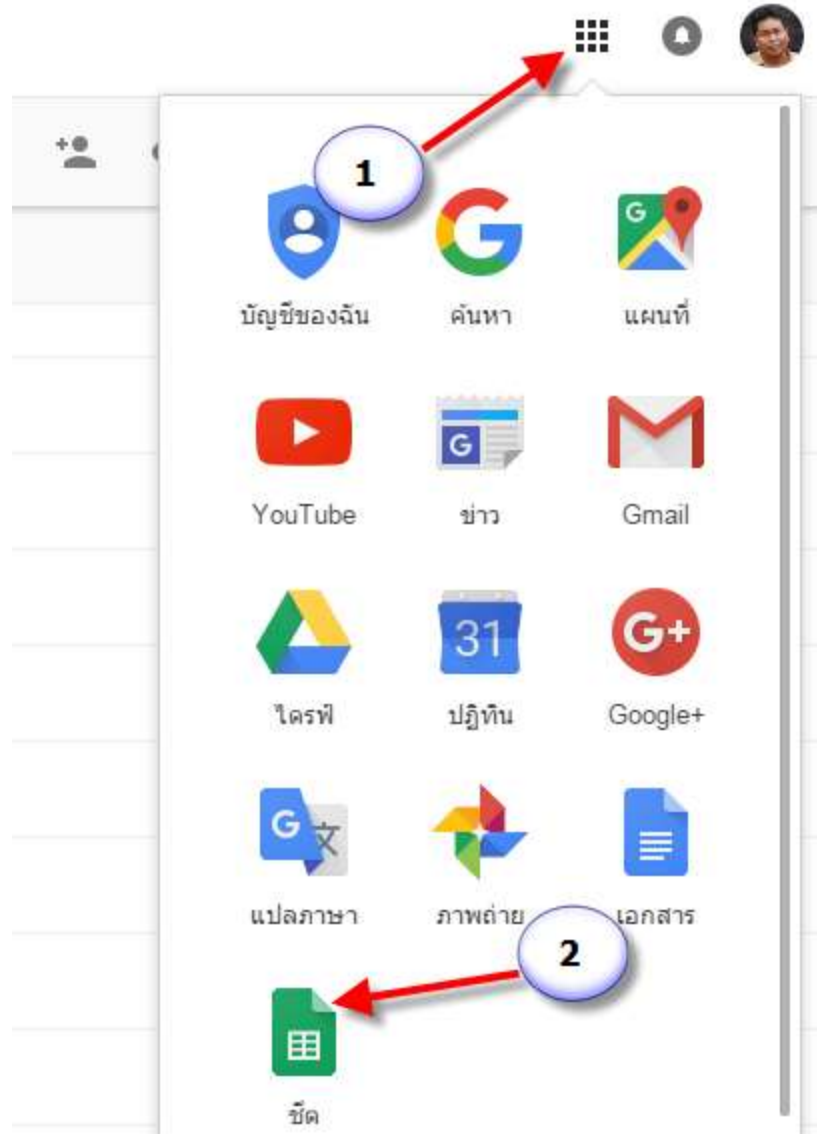 1
บัญชีของฉัน ค้นหา แผนที่
G
YouTube ข่าว Gmail
31 G+
ไดรฟ์ ปฏิทิน Google+
G 文
แปลภาษา ภาพถ่าย เอกสาร
2
ชีต